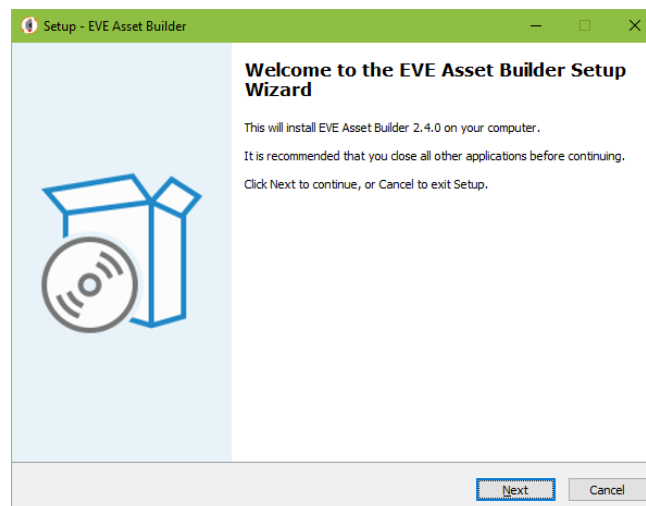 Setup - EVE Asset Builder
Welcome to the EVE Asset Builder Setup
Wizard
This will install EVE Asset Builder 2.4.0 on your computer.
It is recommended that you close all other applications before continuing.
Click Next to continue, or Cancel to exit Setup.
Next
Cancel